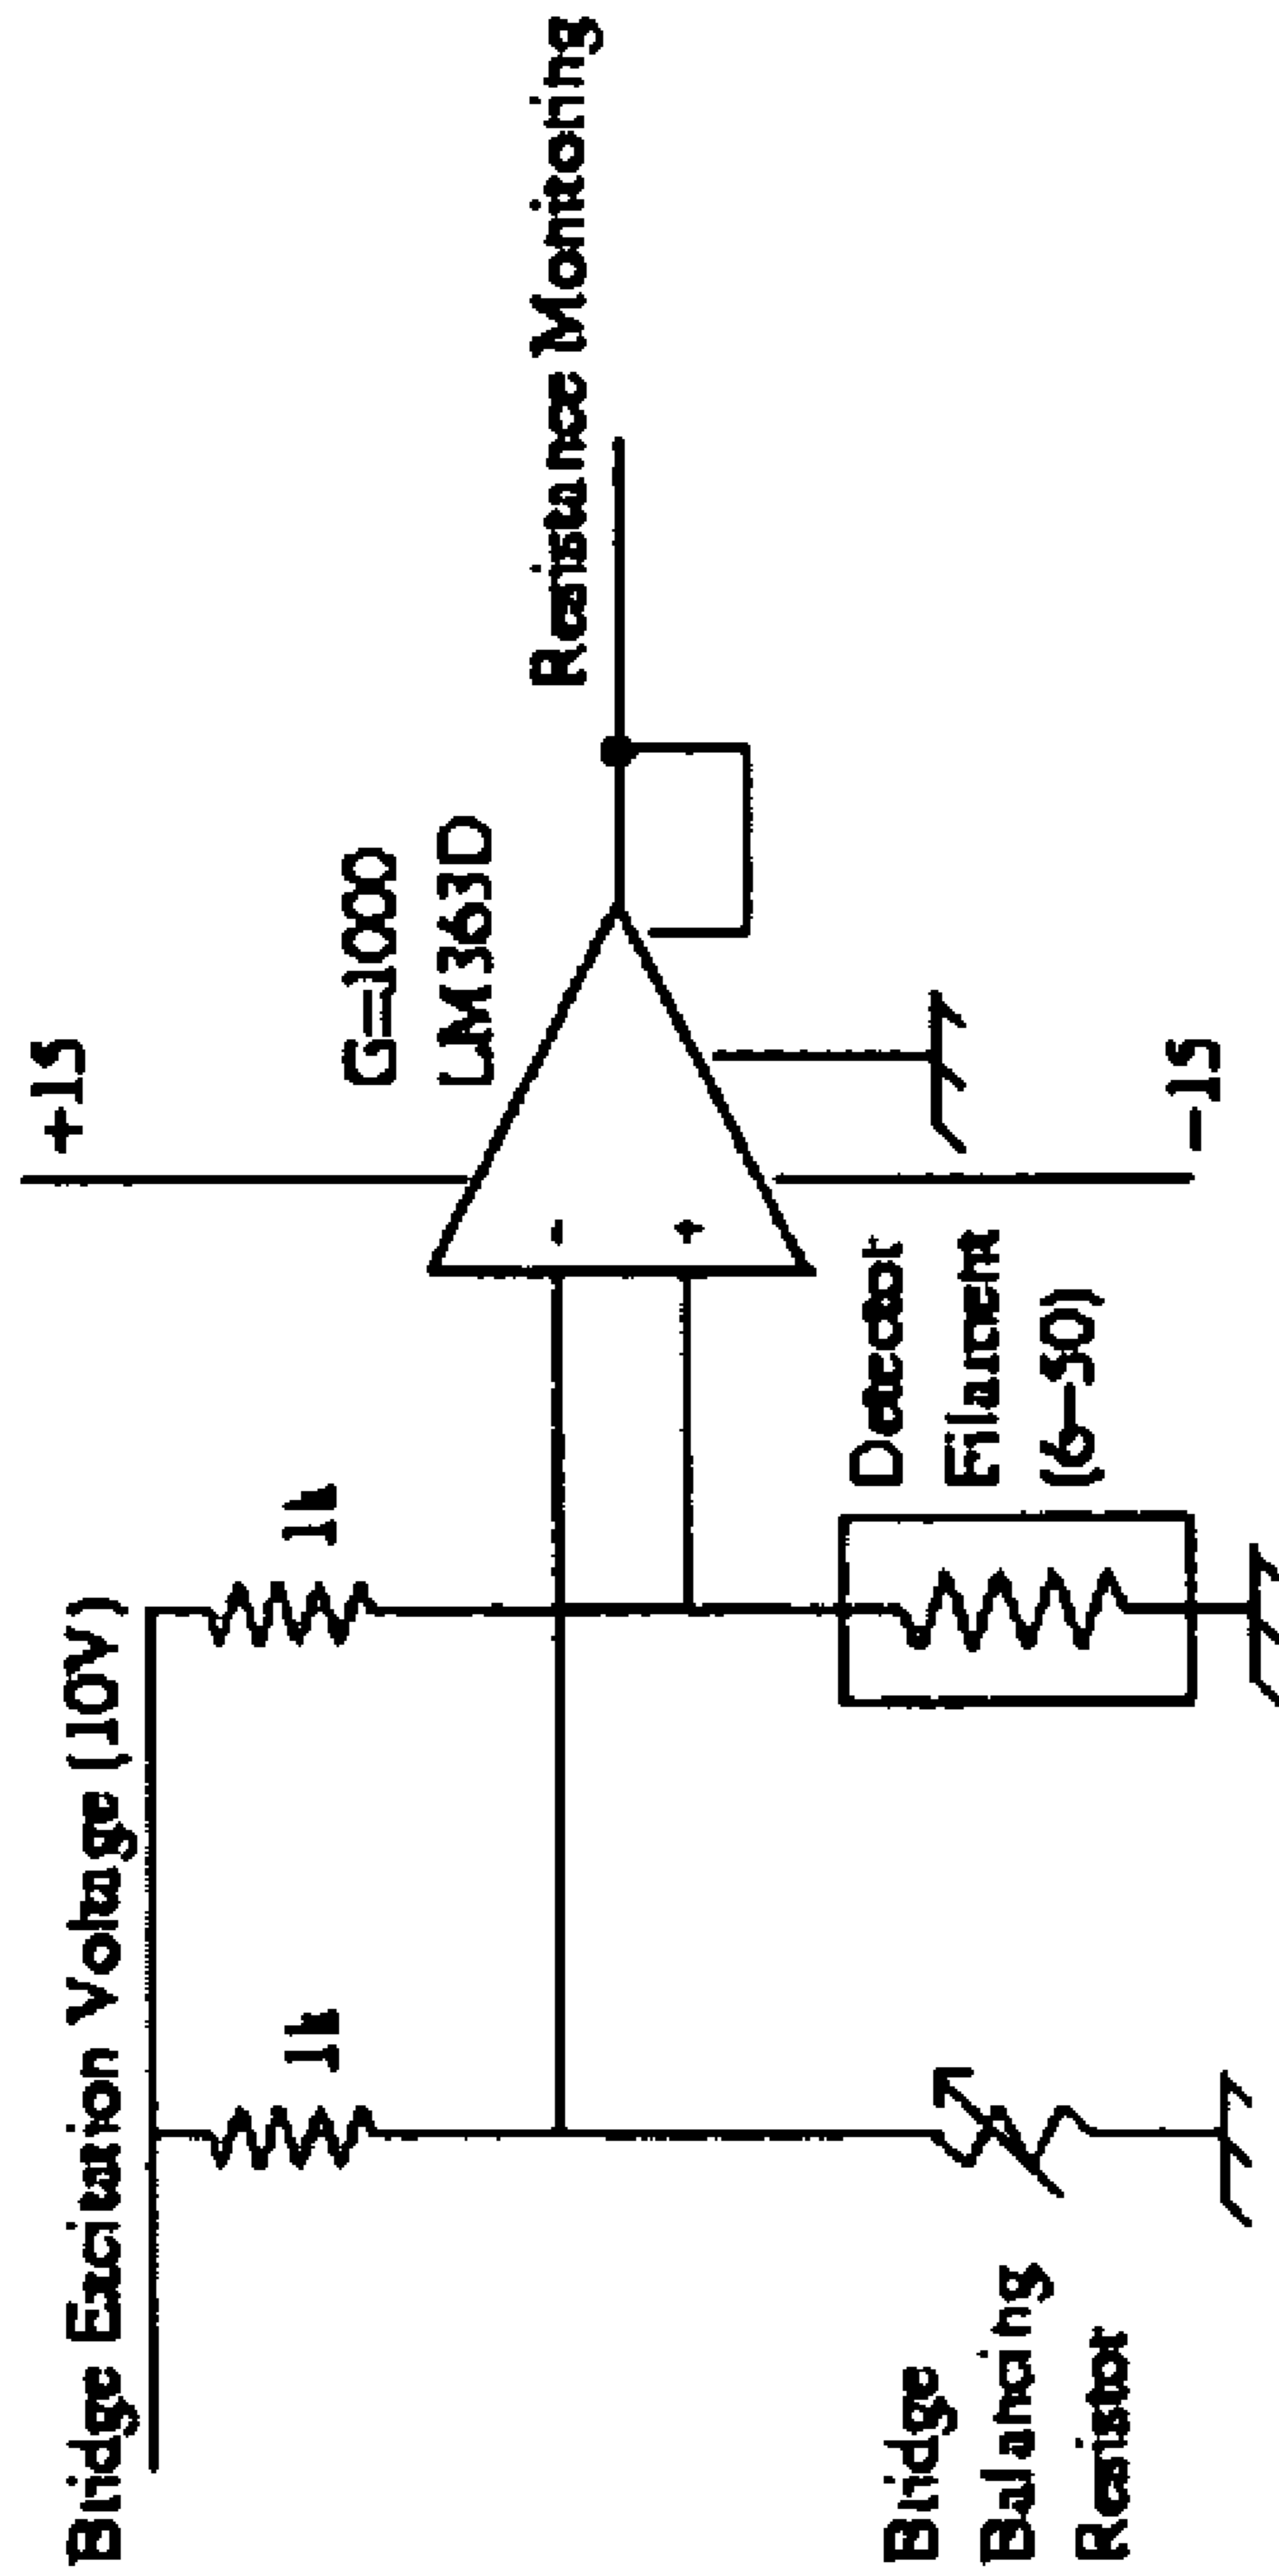 Bridge Excitation Voltage (10V)
+15
1k
1k
G=1000
LM363D
Resistance Monitoring
-
+
Bridge
Balancing
Resistor
Detector
Filament
(6-50)
-15